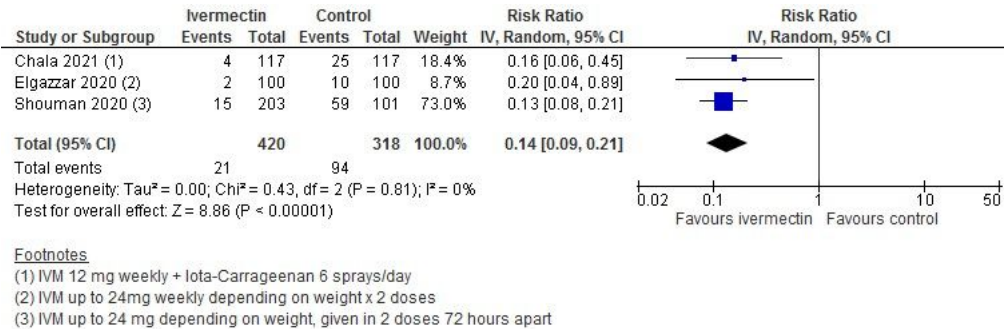 Ivermectin Control Risk Ratio Risk Ratio
Study or Subgroup Events Total Events Total Weight IV, Random, 95% CI IV, Random, 95% CI
Chala 2021 (1) 4 117 25 117 18.4% 0.16 [0.06, 0.45]
Elgazzar 2020 (2) 2 100 10 100 8.7% 0.20 [0.04, 0.89]
Shouman 2020 (3) 15 203 59 101 73.0% 0.13 [0.08, 0.21]
Total (95% CI) 420 318 100.0% 0.14 [0.09, 0.21]
Total events 21 94
Heterogeneity: Tau² = 0.00; Chi² = 0.43, df = 2 (P = 0.81); I² = 0%
Test for overall effect: Z = 8.86 (P < 0.00001)
0.02 0.1 1 10 50
Favours ivermectin Favours control
Footnotes
(1) IVM 12 mg weekly + Iota-Carrageenan 6 sprays/day
(2) IVM up to 24mg weekly depending on weight x 2 doses
(3) IVM up to 24 mg depending on weight, given in 2 doses 72 hours apart